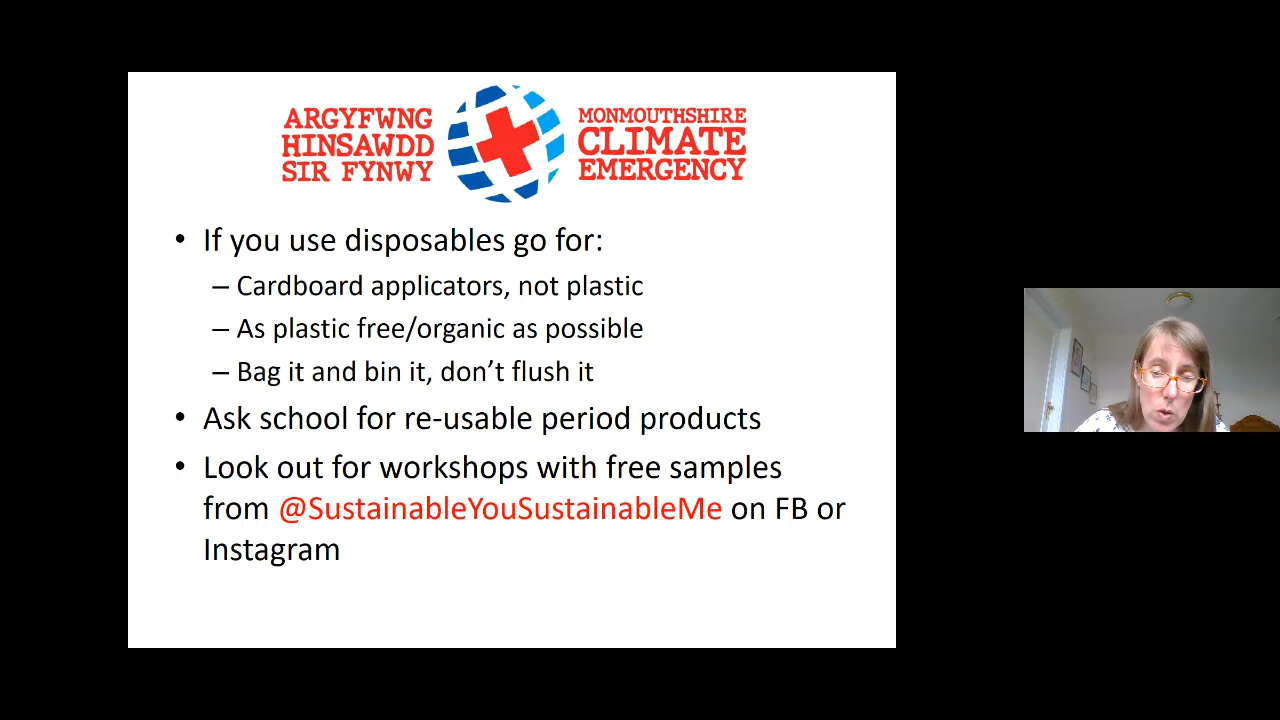 ARGYFWNG
HINSAWDD
SIR FYNWY
MONMOUTHSHIRE
CLIMATE
EMERGENCY
• If you use disposables go for:
– Cardboard applicators, not plastic
– As plastic free/organic as possible
– Bag it and bin it, don’t flush it
• Ask school for re-usable period products
• Look out for workshops with free samples
from @SustainableYouSustainableMe on FB or
Instagram